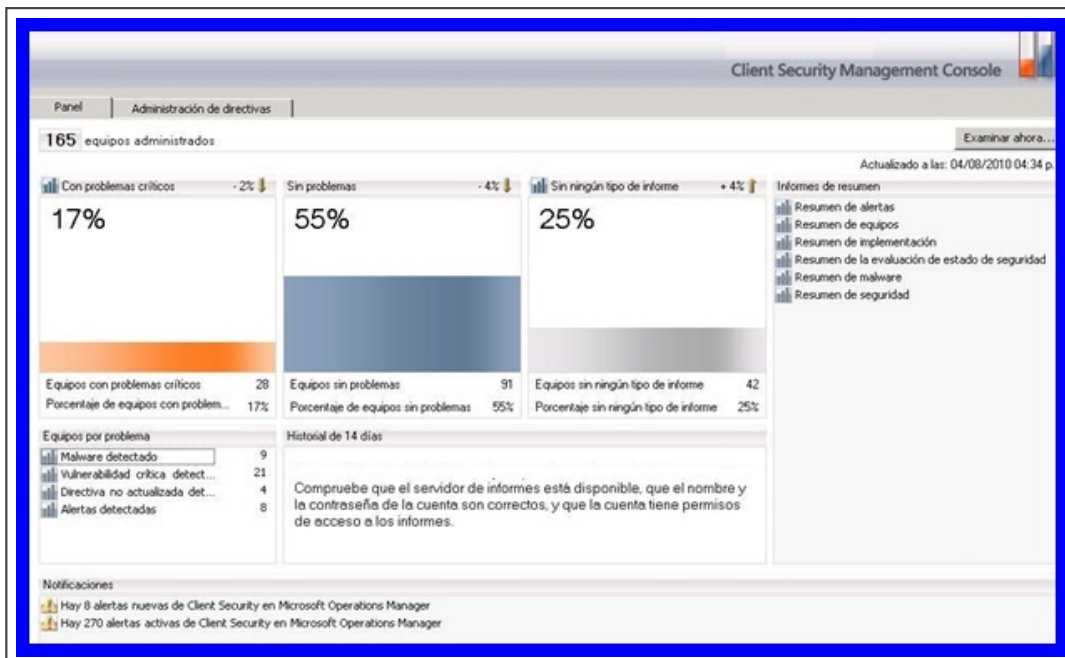 Client Security Management Console
Panel
Administración de directivas
165 equipos administrados
Examinar ahora...
Actualizado a las: 04/08/2010 04:34 p.
Con problemas críticos - 2%
17%
Equipos con problemas críticos 28
Porcentaje de equipos con problem... 17%
Sin problemas - 4%
55%
Equipos sin problemas 91
Porcentaje de equipos sin problemas 55%
Sin ningún tipo de informe + 4%
25%
Equipos sin ningún tipo de informe 42
Porcentaje sin ningún tipo de informe 25%
Informes de resumen
Resumen de alertas
Resumen de equipos
Resumen de implementación
Resumen de la evaluación de estado de seguridad
Resumen de malware
Resumen de seguridad
Equipos por problema
Malware detectado 9
Vulnerabilidad crítica detect... 21
Directiva no actualizada det... 4
Alertas detectadas 8
Historial de 14 días
Compruebe que el servidor de informes está disponible, que el nombre y
la contraseña de la cuenta son correctos, y que la cuenta tiene permisos
de acceso a los informes.
Notificaciones
Hay 8 alertas nuevas de Client Security en Microsoft Operations Manager
Hay 270 alertas activas de Client Security en Microsoft Operations Manager